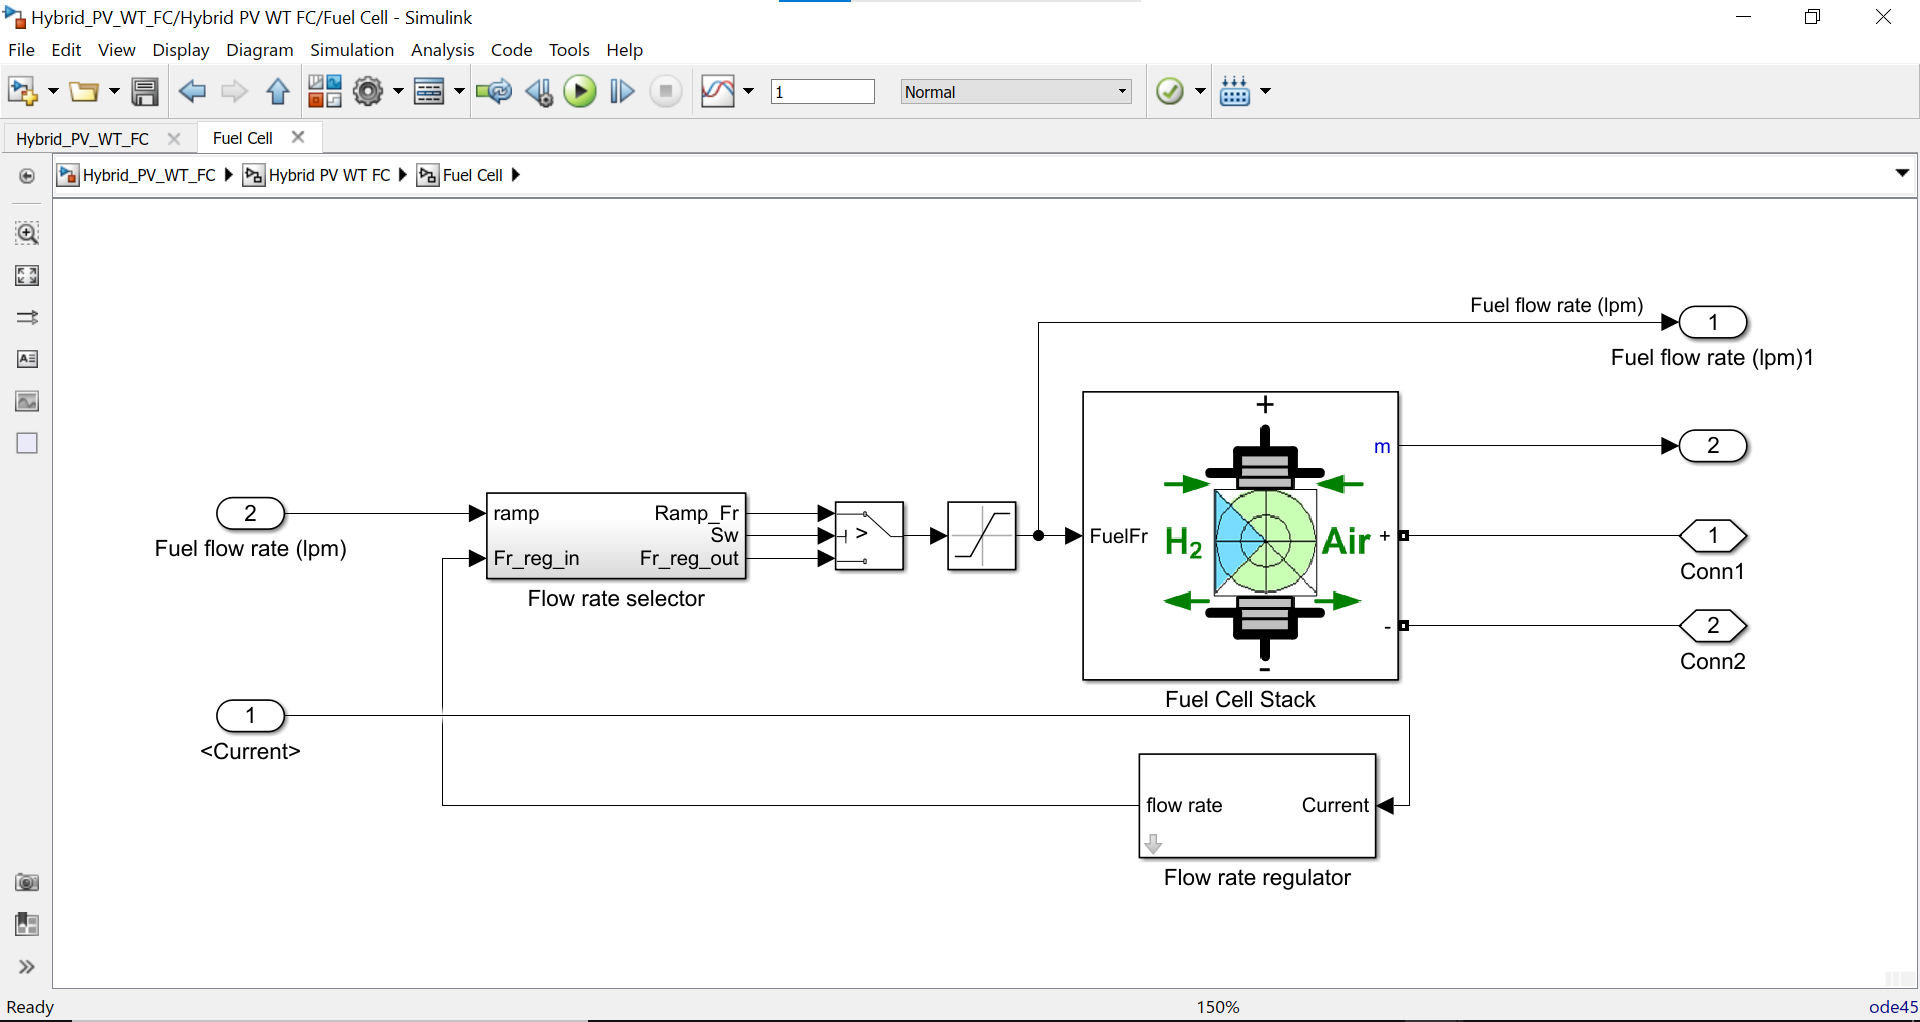 Hybrid_PV_WT_FC/Hybrid PV WT FC/Fuel Cell - Simulink
File Edit View Display Diagram Simulation Analysis Code Tools Help
1 Normal
Hybrid_PV_WT_FC Fuel Cell
Hybrid_PV_WT_FC Hybrid PV WT FC Fuel Cell
Fuel flow rate (lpm)
1
Fuel flow rate (lpm)1
+
m
2
2
Fuel flow rate (lpm)
ramp Ramp_Fr
Sw
Fr_reg_in Fr_reg_out
Flow rate selector
>
FuelFr H2 Air +
1
Conn1
-
2
Conn2
-
Fuel Cell Stack
1
<Current>
flow rate Current
Flow rate regulator
Ready 150% ode45